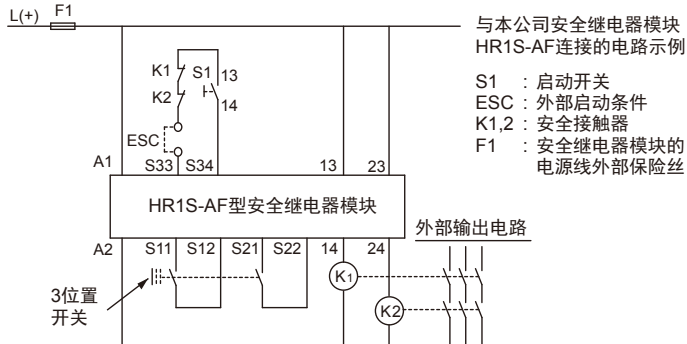 L(+) F1
与本公司安全继电器模块
HR1S-AF连接的电路示例
S1 : 启动开关
ESC : 外部启动条件
K1,2 : 安全接触器
F1 : 安全继电器模块的
电源线外部保险丝
K1 S1 13
K2 14
ESC
A1 S33 S34 13 23
HR1S-AF型安全继电器模块
A2 S11 S12 S21 S22 14 24
外部输出电路
K1
3位置
开关
K2